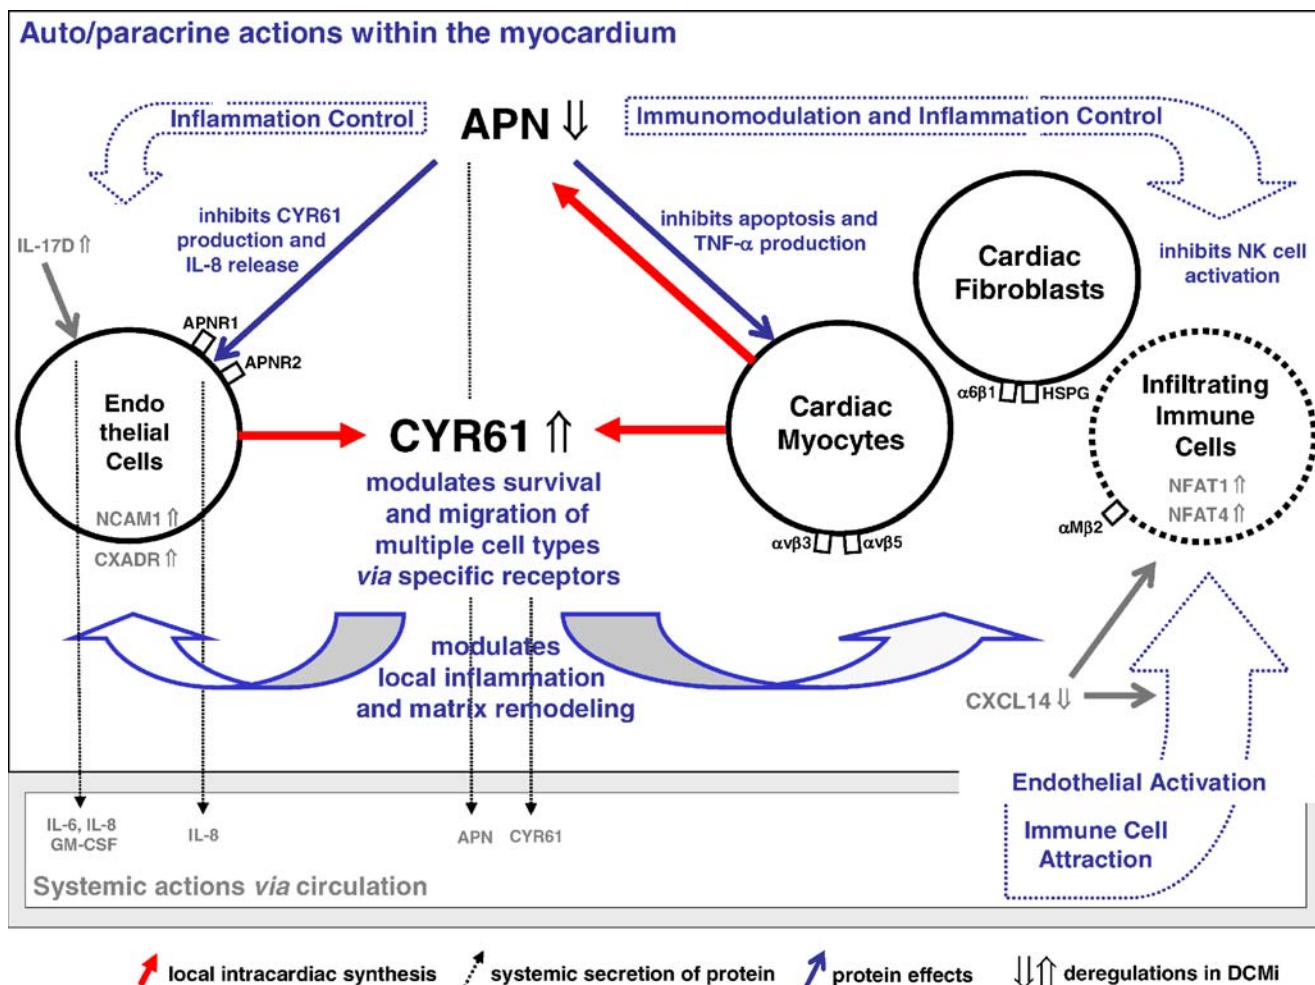 Auto/paracrine actions within the myocardium
Inflammation Control
APN ⇓
Immunomodulation and Inflammation Control
inhibits CYR61
production and
IL-8 release
inhibits apoptosis and
TNF-α production
inhibits NK cell
activation
IL-17D ⇑
APNR1
APNR2
Cardiac
Fibroblasts
α6β1
HSPG
Endo
thelial
Cells
NCAM1 ⇑
CXADR ⇑
CYR61 ⇑
modulates survival
and migration of
multiple cell types
via specific receptors
Cardiac
Myocytes
αvβ3
αvβ5
Infiltrating
Immune
Cells
NFAT1 ⇑
NFAT4 ⇑
αMβ2
modulates
local inflammation
and matrix remodeling
CXCL14 ⇓
Endothelial Activation
Immune Cell
Attraction
IL-6, IL-8
GM-CSF
IL-8
APN
CYR61
Systemic actions via circulation
local intracardiac synthesis
systemic secretion of protein
protein effects
⇓⇑ deregulations in DCMi